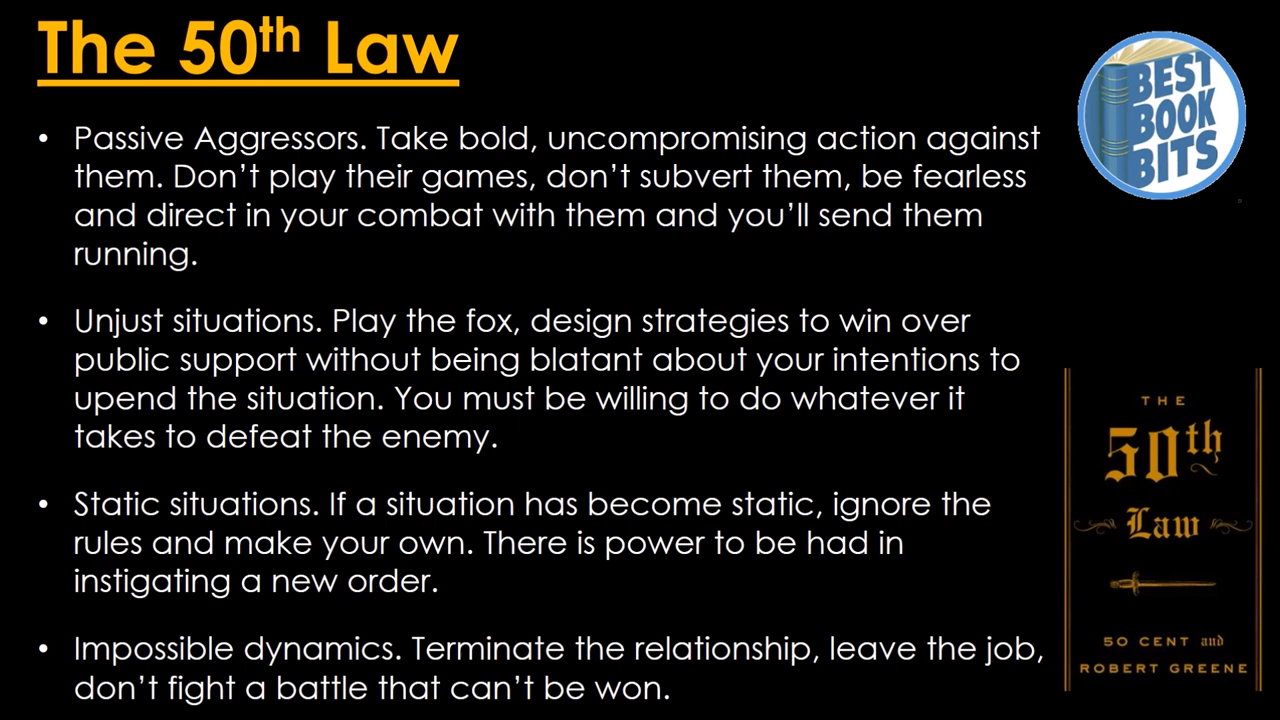 The 50th Law
BEST
BOOK
BITS
• Passive Aggressors. Take bold, uncompromising action against
them. Don’t play their games, don’t subvert them, be fearless
and direct in your combat with them and you’ll send them
running.
• Unjust situations. Play the fox, design strategies to win over
public support without being blatant about your intentions to
upend the situation. You must be willing to do whatever it
takes to defeat the enemy.
• Static situations. If a situation has become static, ignore the
rules and make your own. There is power to be had in
instigating a new order.
• Impossible dynamics. Terminate the relationship, leave the job,
don’t fight a battle that can’t be won.
THE
50th
Law
50 CENT and
ROBERT GREENE